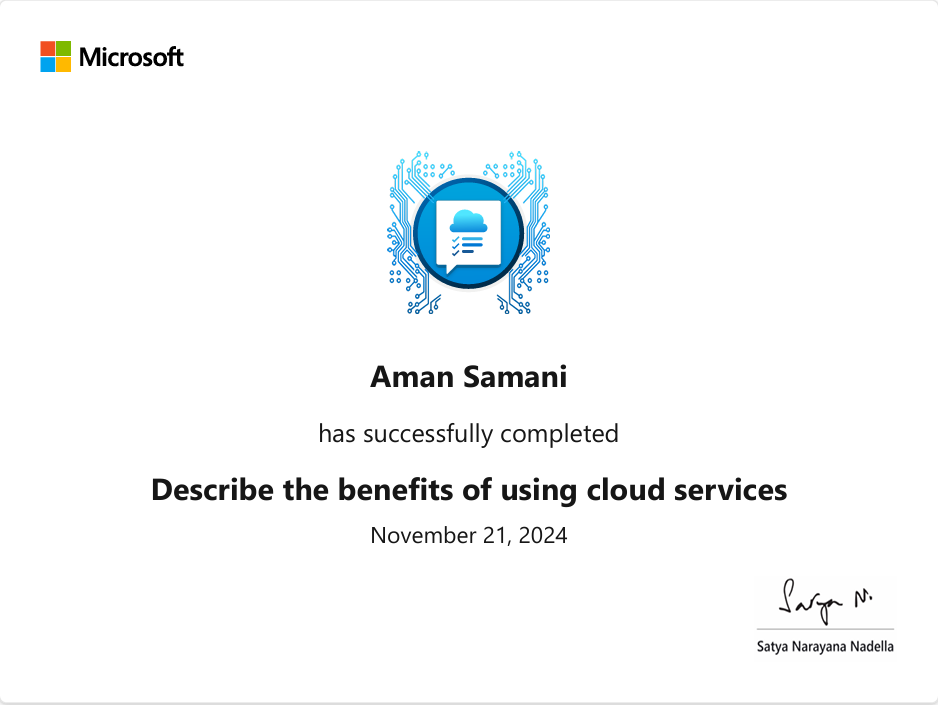 Microsoft
Aman Samani
has successfully completed
Describe the benefits of using cloud services
November 21, 2024
Satya N.
Satya Narayana Nadella